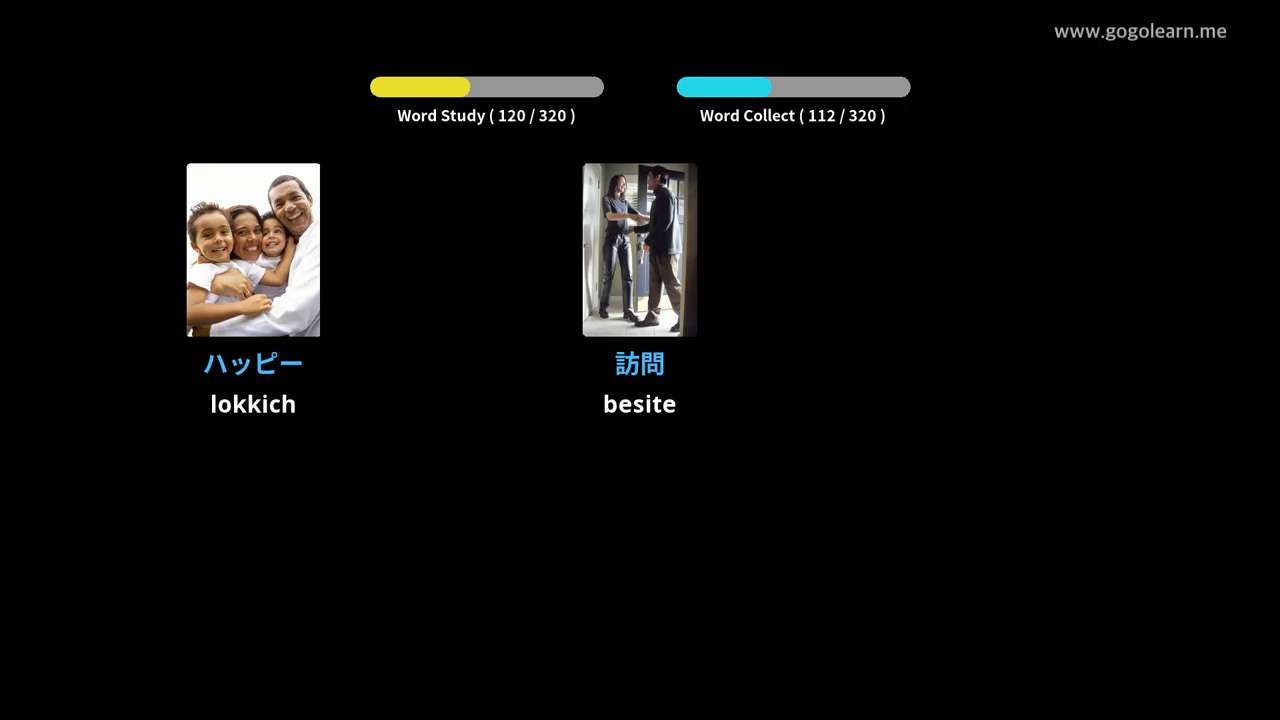 www.gogolearn.me
Word Study ( 120 / 320 )
Word Collect ( 112 / 320 )
ハッピー
訪問
lokkich
besite